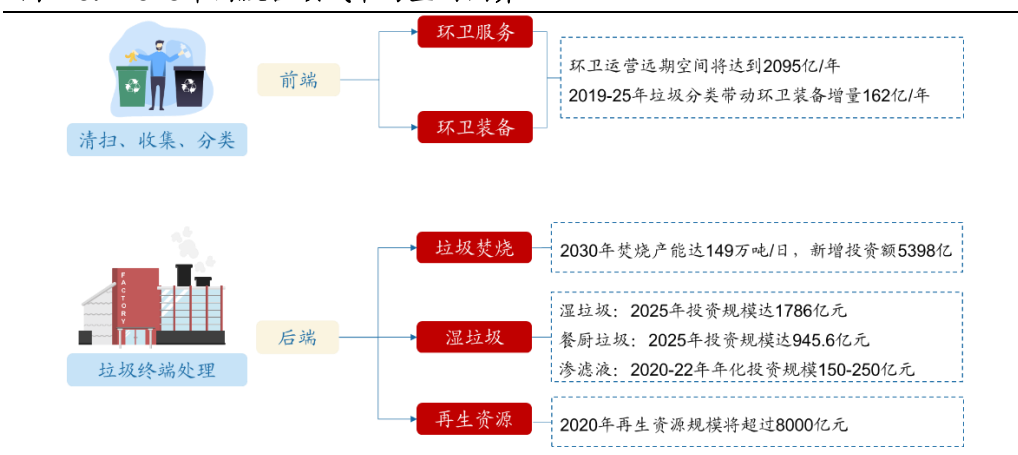 清扫、收集、分类
前端
环卫服务
环卫装备
环卫运营远期空间将达到2095亿/年
2019-25年垃圾分类带动环卫装备增量162亿/年
FACTORY
垃圾终端处理
后端
垃圾焚烧
2030年焚烧产能达149万吨/日，新增投资额5398亿
湿垃圾
湿垃圾：2025年投资规模达1786亿元
餐厨垃圾：2025年投资规模达945.6亿元
渗滤液：2020-22年年化投资规模150-250亿元
再生资源
2020年再生资源规模将超过8000亿元